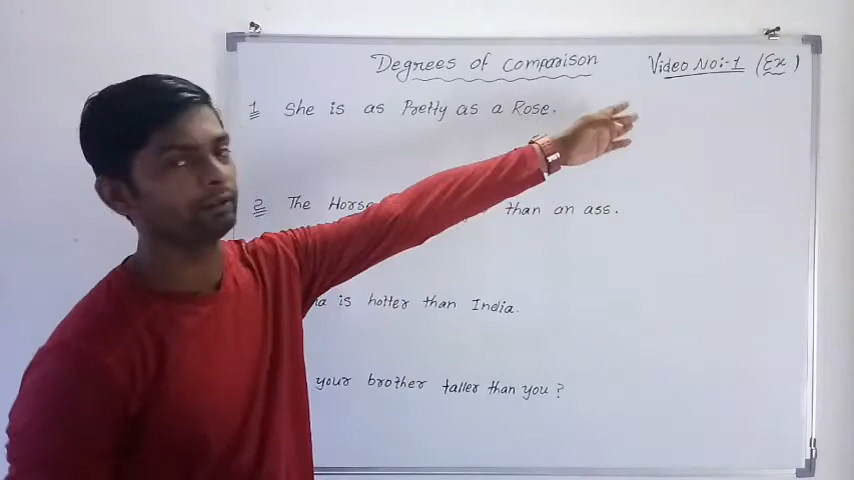 Degrees of Comparison
Video No:-1 (Ex)
1 She is as Pretty as a Rose.
2 The than an ass.
is hotter than India.
your brother taller than you ?